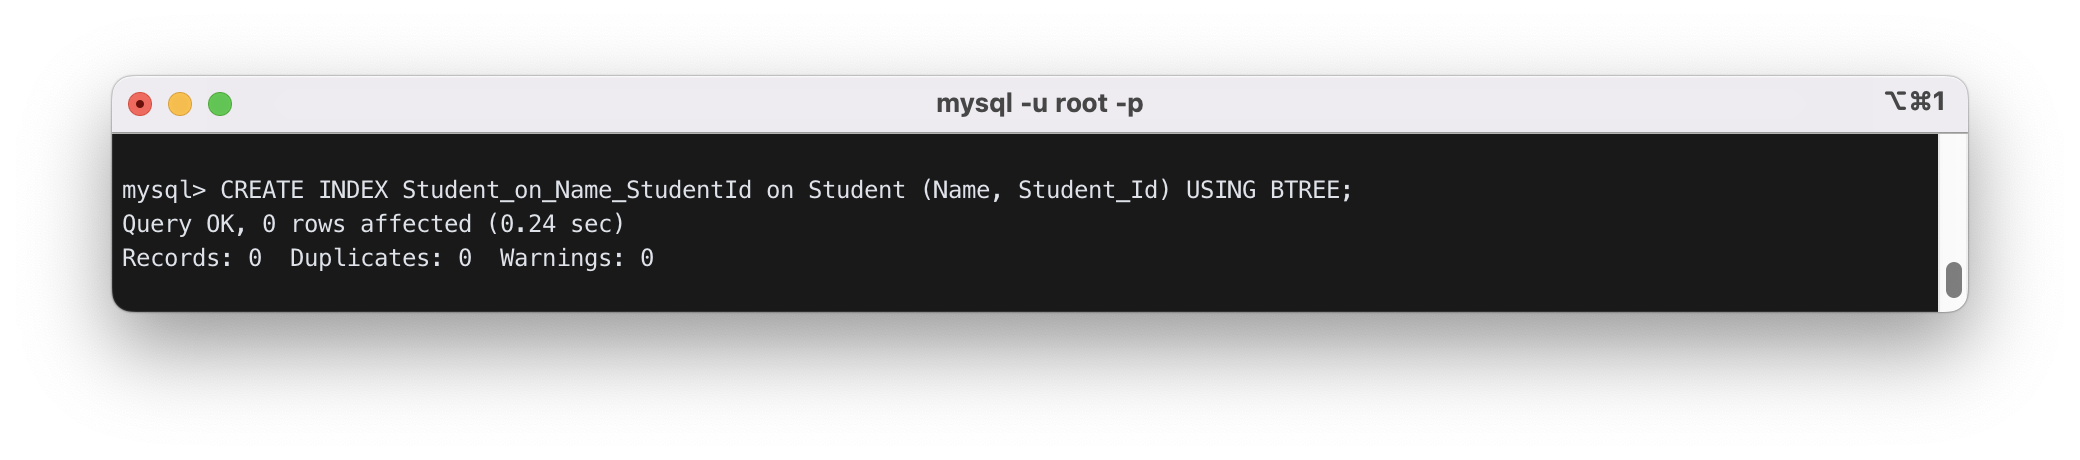 mysql -u root -p
⌥⌘1
mysql> CREATE INDEX Student_on_Name_StudentId on Student (Name, Student_Id) USING BTREE;
Query OK, 0 rows affected (0.24 sec)
Records: 0  Duplicates: 0  Warnings: 0